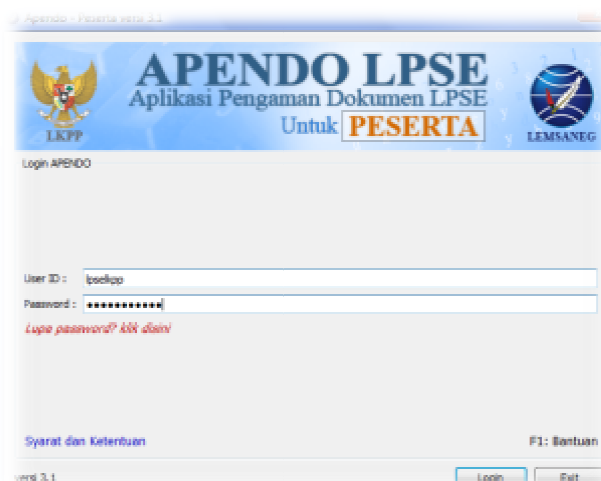 Apendo - Peserta versi 3.1
APENDO LPSE
Aplikasi Pengaman Dokumen LPSE
Untuk PESERTA
LKPP
LEMSANEG
Login APENDO
User ID : lpselkpp
Password : ●●●●●●●●●●●
Lupa password? klik disini
Syarat dan Ketentuan
F1: Bantuan
versi 3.1
Login
Exit